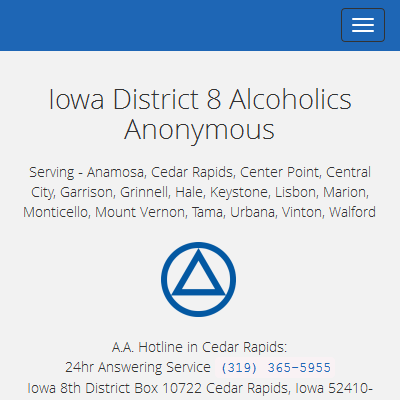 Iowa District 8 Alcoholics
Anonymous
Serving - Anamosa, Cedar Rapids, Center Point, Central
City, Garrison, Grinnell, Hale, Keystone, Lisbon, Marion,
Monticello, Mount Vernon, Tama, Urbana, Vinton, Walford
A.A. Hotline in Cedar Rapids:
24hr Answering Service (319) 365-5955
Iowa 8th District Box 10722 Cedar Rapids, Iowa 52410-